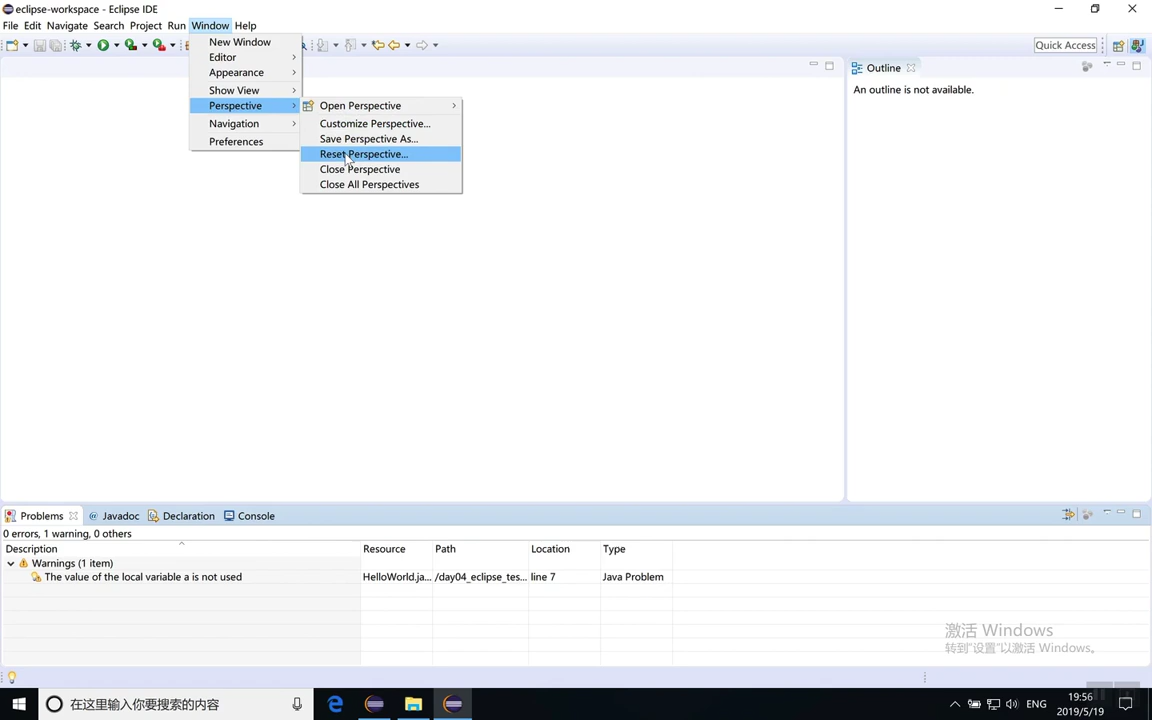 eclipse-workspace - Eclipse IDE
File Edit Navigate Search Project Run Window Help
New Window
Editor
Appearance
Show View
Perspective
Navigation
Preferences
Open Perspective
Customize Perspective...
Save Perspective As...
Reset Perspective...
Close Perspective
Close All Perspectives
Quick Access
Outline
An outline is not available.
Problems @ Javadoc Declaration Console
0 errors, 1 warning, 0 others
Description Resource Path Location Type
Warnings (1 item)
The value of the local variable a is not used HelloWorld.ja... /day04_eclipse_tes... line 7 Java Problem
激活 Windows
转到"设置"以激活 Windows。
在这里输入你要搜索的内容
ENG
19:56
2019/5/19